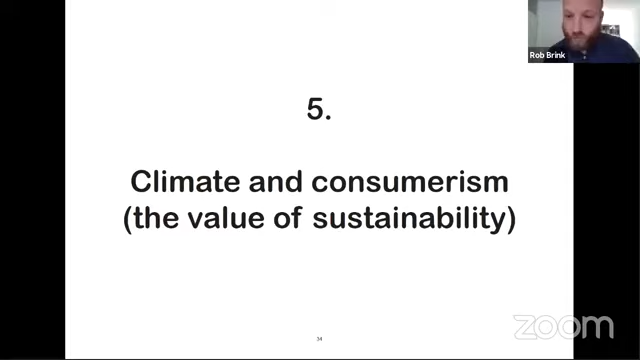 Rob Brink
5.
Climate and consumerism
(the value of sustainability)
34
zoom